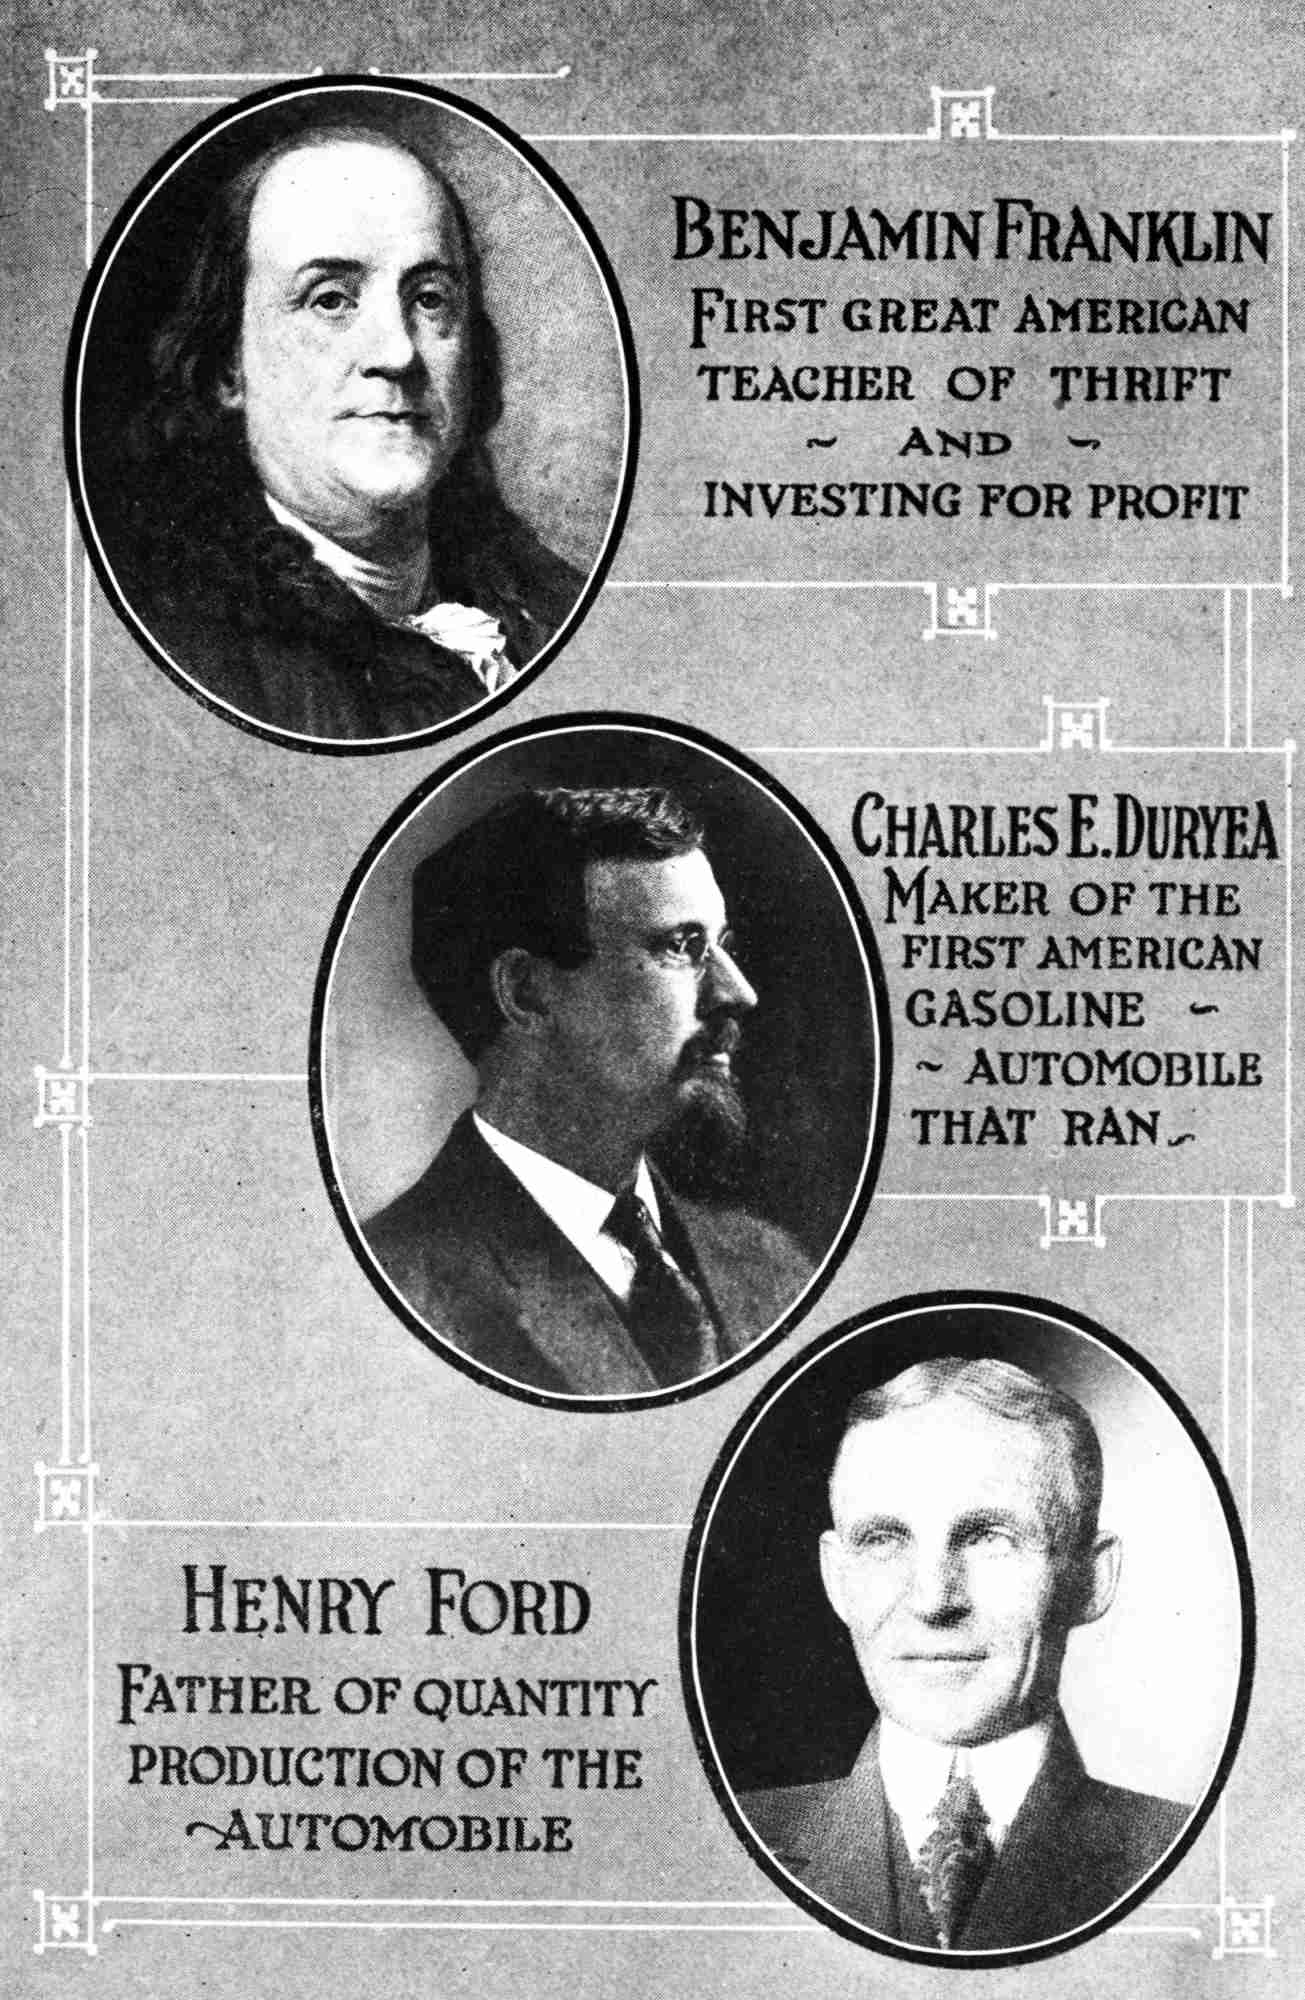 BENJAMIN FRANKLIN
FIRST GREAT AMERICAN
TEACHER OF THRIFT
~ AND ~
INVESTING FOR PROFIT
CHARLES E. DURYEA
MAKER OF THE
FIRST AMERICAN
GASOLINE ~
~ AUTOMOBILE
THAT RAN ~
HENRY FORD
FATHER OF QUANTITY
PRODUCTION OF THE
~AUTOMOBILE